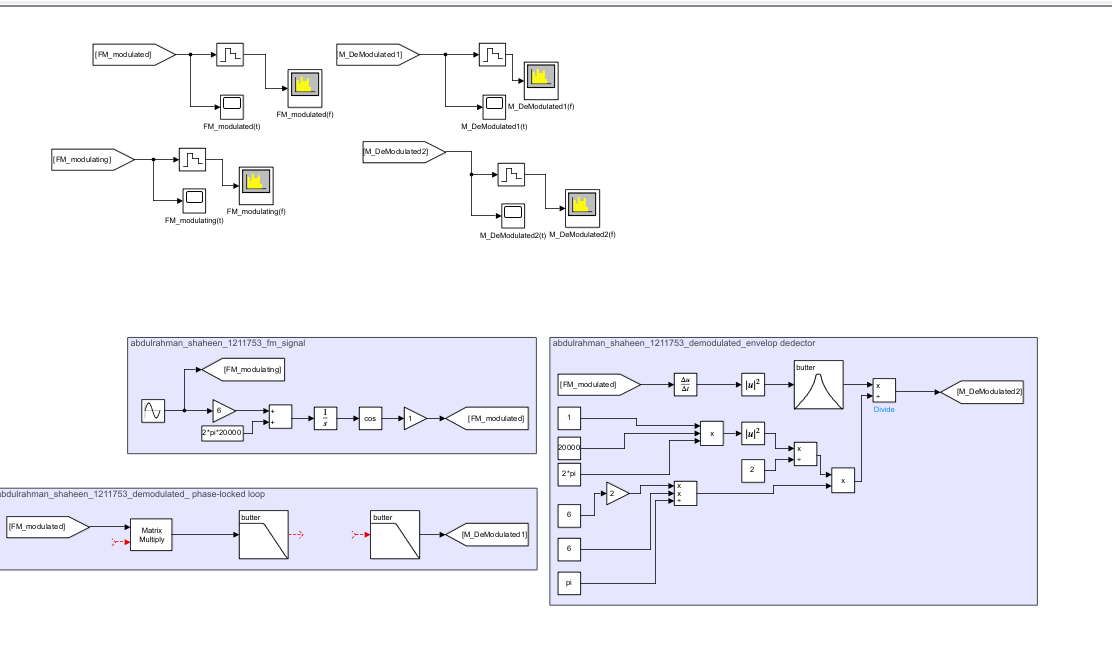 [FM_modulated]
FM_modulated(t)
FM_modulated(f)
M_DeModulated1]
M_DeModulated1(t)
M_DeModulated1(f)
[FM_modulating]
FM_modulating(t)
FM_modulating(f)
[M_DeModulated2]
M_DeModulated2(t)
M_DeModulated2(f)
abdulrahman_shaheen_1211753_fm_signal
[FM_modulating]
6
+
+
2*pi*20000
1
s
cos
1
[FM_modulated]
abdulrahman_shaheen_1211753_demodulated_ phase-locked loop
[FM_modulated]
Matrix
Multiply
butter
butter
[M_DeModulated1]
abdulrahman_shaheen_1211753_demodulated_envelop dedector
[FM_modulated]
Δu
Δt
|u|²
butter
x
÷
Divide
[M_DeModulated2]
1
20000
2*pi
x
|u|²
2
x
÷
x
6
2
x
x
÷
6
pi